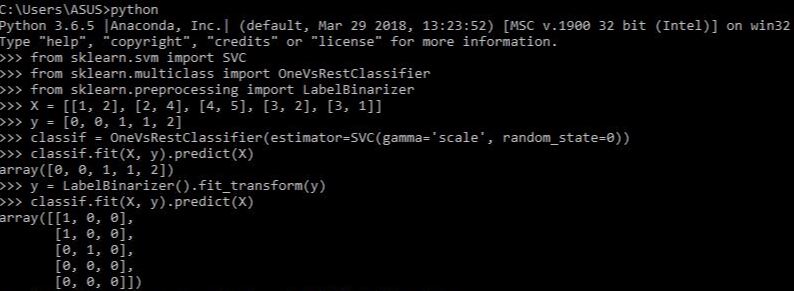 C:\Users\ASUS>python
Python 3.6.5 |Anaconda, Inc.| (default, Mar 29 2018, 13:23:52) [MSC v.1900 32 bit (Intel)] on win32
Type "help", "copyright", "credits" or "license" for more information.
>>> from sklearn.svm import SVC
>>> from sklearn.multiclass import OneVsRestClassifier
>>> from sklearn.preprocessing import LabelBinarizer
>>> X = [[1, 2], [2, 4], [4, 5], [3, 2], [3, 1]]
>>> y = [0, 0, 1, 1, 2]
>>> classif = OneVsRestClassifier(estimator=SVC(gamma='scale', random_state=0))
>>> classif.fit(X, y).predict(X)
array([0, 0, 1, 1, 2])
>>> y = LabelBinarizer().fit_transform(y)
>>> classif.fit(X, y).predict(X)
array([[1, 0, 0],
       [1, 0, 0],
       [0, 1, 0],
       [0, 0, 0],
       [0, 0, 0]])